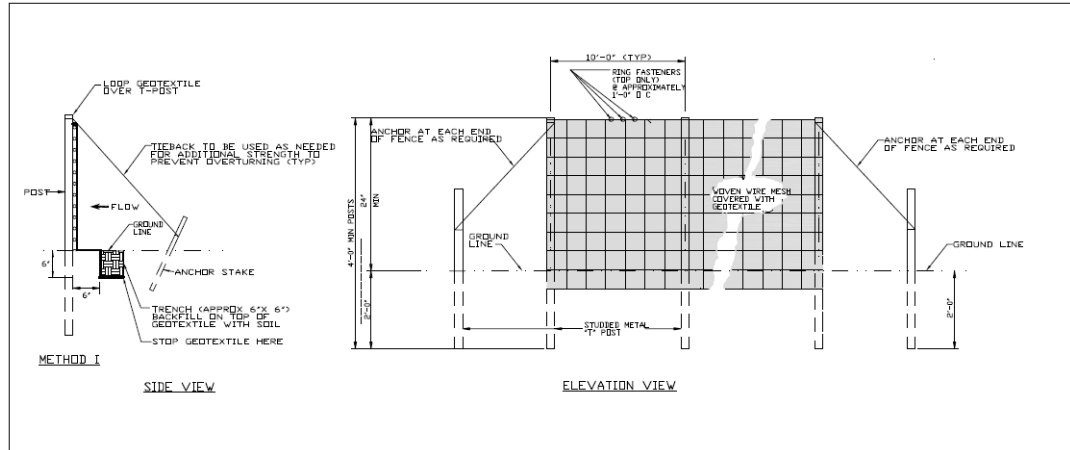 LOOP GEOTEXTILE
OVER T-POST
TIEBACK TO BE USED AS NEEDED
FOR ADDITIONAL STRENGTH TO
PREVENT OVERTURNING (TYP)
POST
FLOW
GROUND
LINE
6"
6"
ANCHOR STAKE
TRENCH (APPROX 6"X 6")
BACKFILL ON TOP OF
GEOTEXTILE WITH SOIL
STOP GEOTEXTILE HERE
METHOD I
SIDE VIEW
10'-0" (TYP)
RING FASTENERS
(TOP ONLY)
@ APPROXIMATELY
1'-0" O C
ANCHOR AT EACH END
OF FENCE AS REQUIRED
ANCHOR AT EACH END
OF FENCE AS REQUIRED
4'-0" MIN POSTS
24"
MIN
WOVEN WIRE MESH
COVERED WITH
GEOTEXTILE
GROUND
LINE
GROUND LINE
2'-0"
2'-0"
STUDDED METAL
"T" POST
ELEVATION VIEW